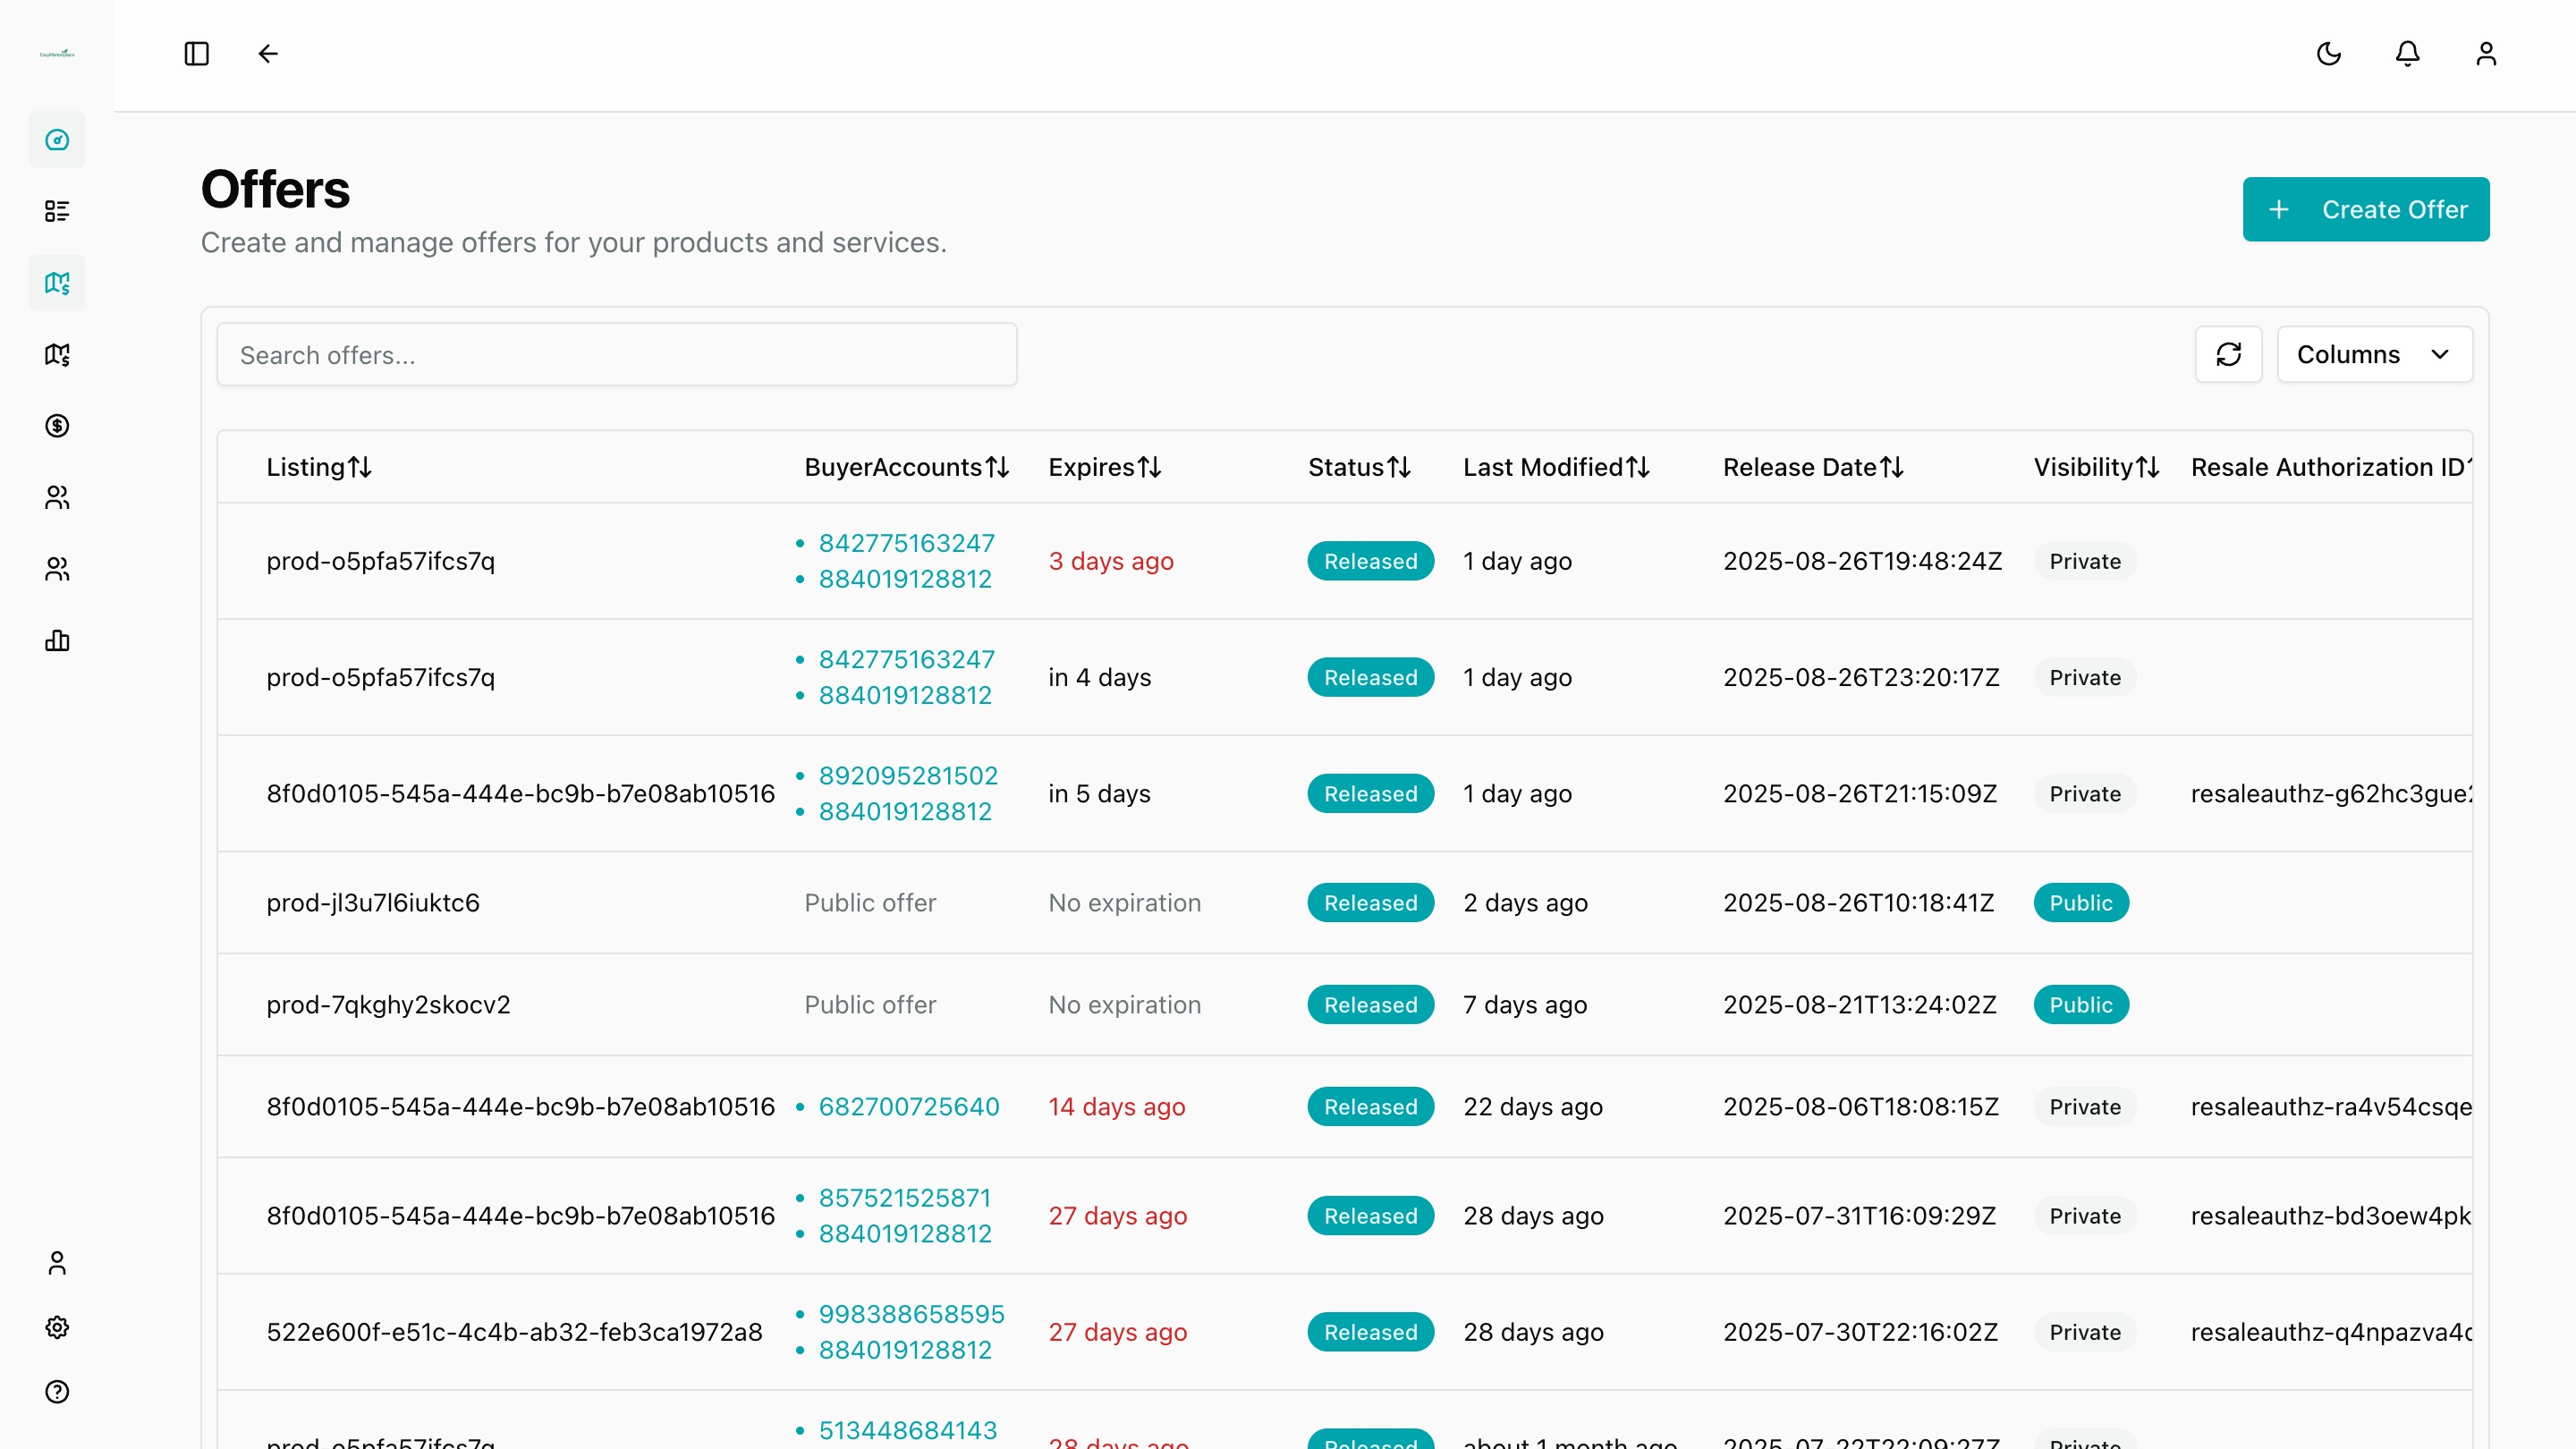 EasyMarketplace
Offers
Create and manage offers for your products and services.
+ Create Offer
Search offers...
Columns
Listing BuyerAccounts Expires Status Last Modified Release Date Visibility Resale Authorization ID
prod-o5pfa57ifcs7q • 842775163247 3 days ago Released 1 day ago 2025-08-26T19:48:24Z Private
• 884019128812
prod-o5pfa57ifcs7q • 842775163247 in 4 days Released 1 day ago 2025-08-26T23:20:17Z Private
• 884019128812
8f0d0105-545a-444e-bc9b-b7e08ab10516 • 892095281502 in 5 days Released 1 day ago 2025-08-26T21:15:09Z Private resaleauthz-g62hc3gue
• 884019128812
prod-jl3u7l6iuktc6 Public offer No expiration Released 2 days ago 2025-08-26T10:18:41Z Public
prod-7qkghy2skocv2 Public offer No expiration Released 7 days ago 2025-08-21T13:24:02Z Public
8f0d0105-545a-444e-bc9b-b7e08ab10516 • 682700725640 14 days ago Released 22 days ago 2025-08-06T18:08:15Z Private resaleauthz-ra4v54csqe
8f0d0105-545a-444e-bc9b-b7e08ab10516 • 857521525871 27 days ago Released 28 days ago 2025-07-31T16:09:29Z Private resaleauthz-bd3oew4pk
• 884019128812
522e600f-e51c-4c4b-ab32-feb3ca1972a8 • 998388658595 27 days ago Released 28 days ago 2025-07-30T22:16:02Z Private resaleauthz-q4npazva4
• 884019128812
prod-o5pfa57ifcs7q • 513448684143 28 days ago Released about 1 month ago 2025-07-22T22:09:27Z Private